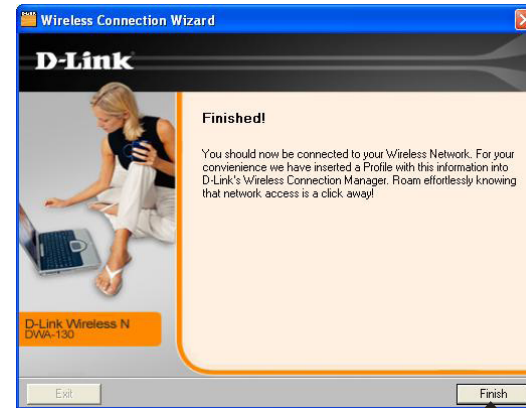 Wireless Connection Wizard
D-Link
Finished!
You should now be connected to your Wireless Network. For your
convienience we have inserted a Profile with this information into
D-Link's Wireless Connection Manager. Roam effortlessly knowing
that network access is a click away!
D-Link Wireless N
DWA-130
Exit
Finish